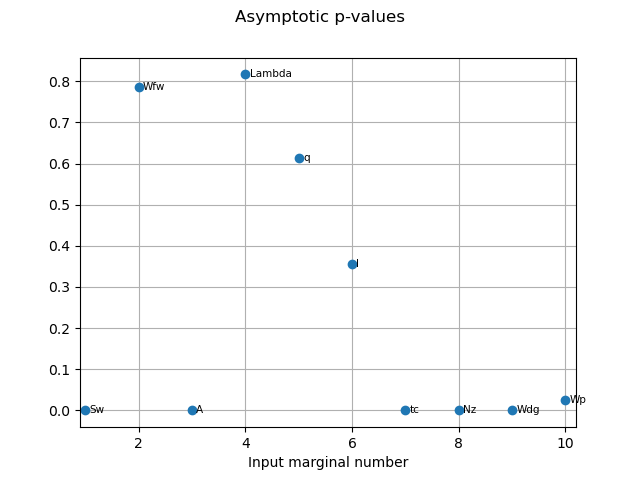 Asymptotic p-values
0.8
0.7
0.6
0.5
0.4
0.3
0.2
0.1
0.0
Wfw
Lambda
q
l
Sw
A
tc
Nz
Wdg
Wp
2
4
6
8
10
Input marginal number